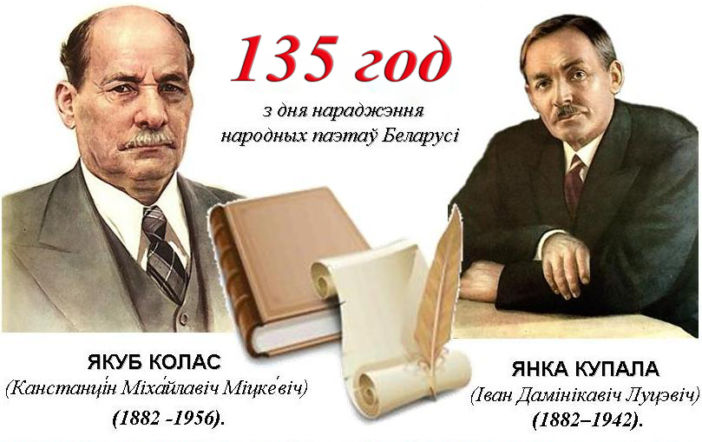 135 год
з дня нараджэння
народных паэтаў Беларусі
ЯКУБ КОЛАС
(Канстанці́н Міха́йлавіч Міцке́віч)
(1882 -1956).
ЯНКА КУПАЛА
(Іван Дамінікавіч Луцэвіч)
(1882–1942).